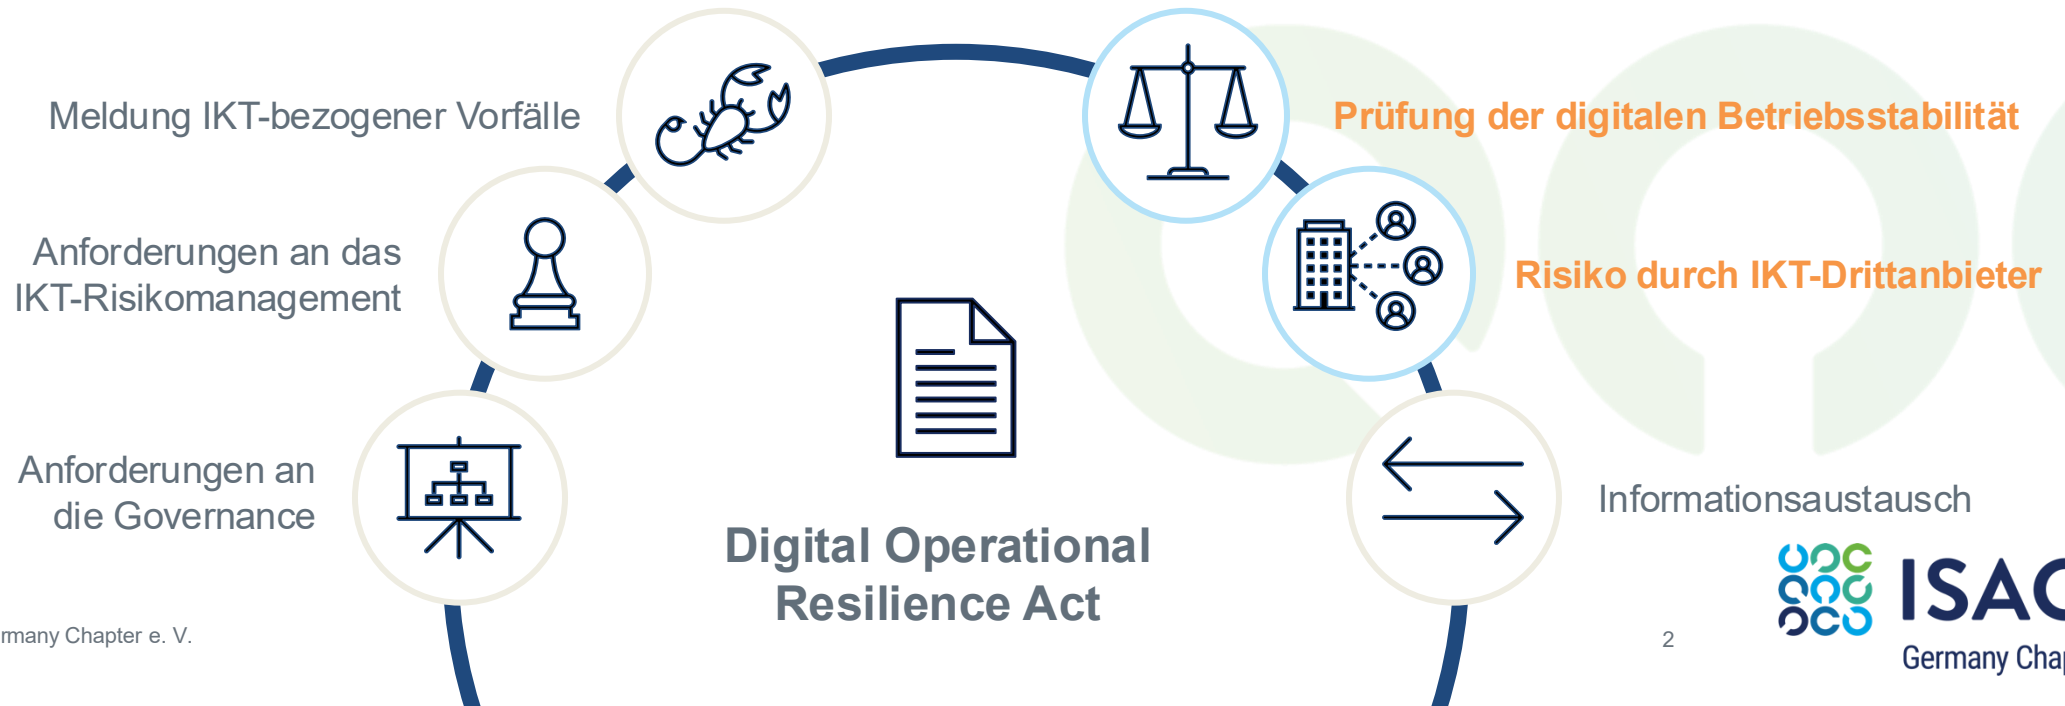 Meldung IKT-bezogener Vorfälle
Prüfung der digitalen Betriebsstabilität
Anforderungen an das
IKT-Risikomanagement
Risiko durch IKT-Drittanbieter
Anforderungen an
die Governance
Informationsaustausch
Digital Operational
Resilience Act
rmany Chapter e. V.
2
ISAC
Germany Chap